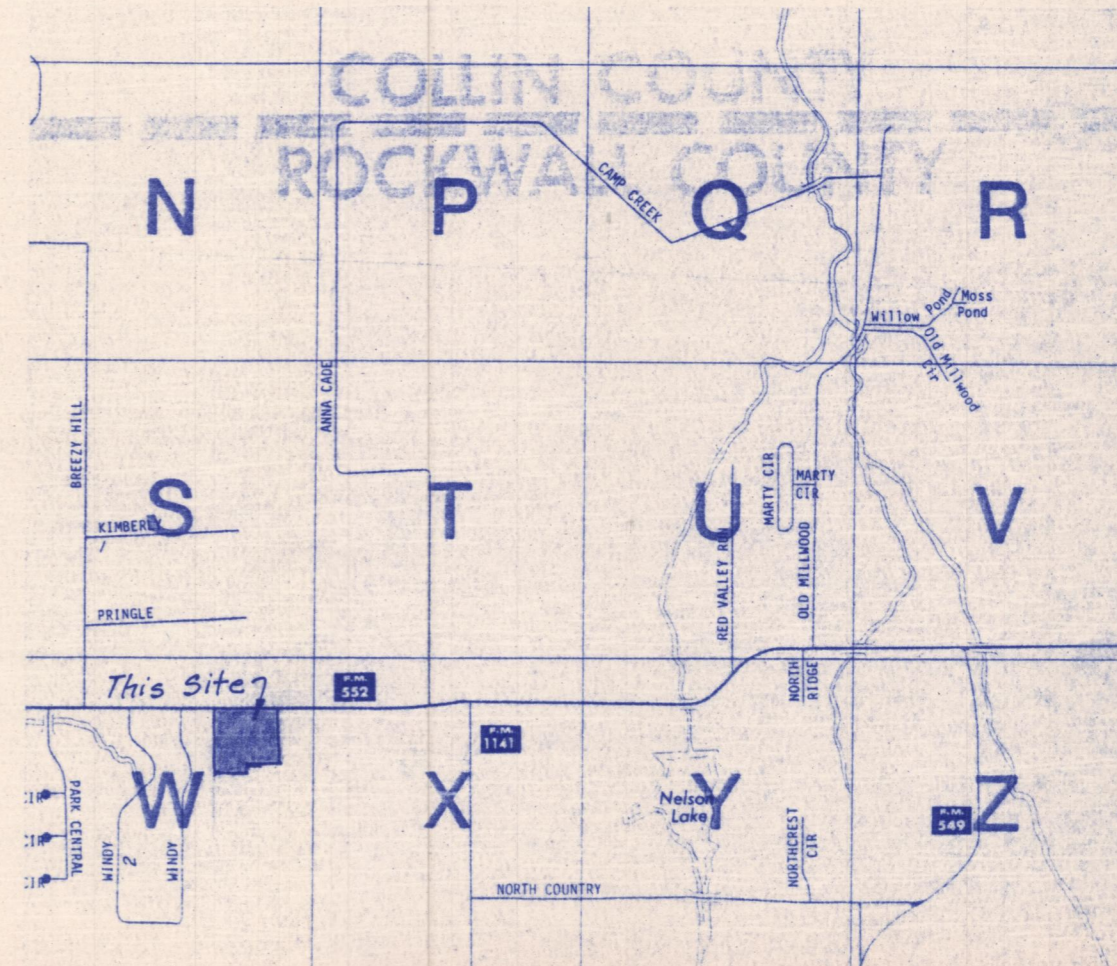 COLLIN COUNTY
ROCKWALL COUNTY
N
P
Q
R
CAMP CREEK
Willow Pond
Moss
Pond
Old Millwood
Cir
ANNA CADE
BREEZY HILL
S
T
U
V
MARTY CIR
MARTY
CIR
KIMBERLY
RED VALLEY RUN
OLD MILLWOOD
PRINGLE
This Site
F.M.
552
NORTH
RIDGE
F.M.
1141
W
X
Y
Z
Nelson
Lake
F.M.
549
CIR
CIR
CIR
PARK CENTRAL
WINDY
2
WINDY
NORTHCREST
CIR
NORTH COUNTRY